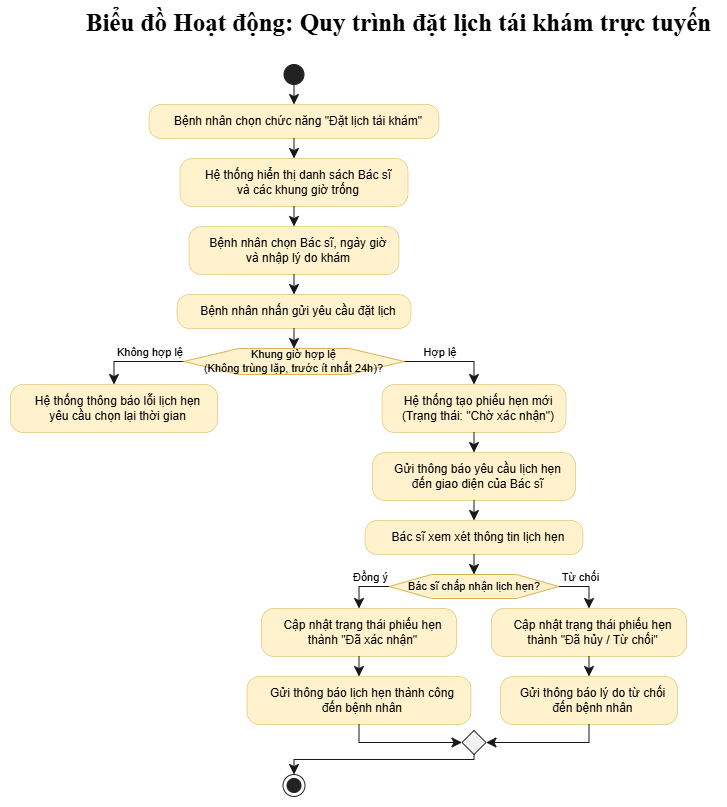 Biểu đồ Hoạt động: Quy trình đặt lịch tái khám trực tuyến
Bệnh nhân chọn chức năng "Đặt lịch tái khám"
Hệ thống hiển thị danh sách Bác sĩ
và các khung giờ trống
Bệnh nhân chọn Bác sĩ, ngày giờ
và nhập lý do khám
Bệnh nhân nhấn gửi yêu cầu đặt lịch
Khung giờ hợp lệ
(Không trùng lặp, trước ít nhất 24h)?
Không hợp lệ
Hợp lệ
Hệ thống thông báo lỗi lịch hẹn
yêu cầu chọn lại thời gian
Hệ thống tạo phiếu hẹn mới
(Trạng thái: "Chờ xác nhận")
Gửi thông báo yêu cầu lịch hẹn
đến giao diện của Bác sĩ
Bác sĩ xem xét thông tin lịch hẹn
Bác sĩ chấp nhận lịch hẹn?
Đồng ý
Từ chối
Cập nhật trạng thái phiếu hẹn
thành "Đã xác nhận"
Cập nhật trạng thái phiếu hẹn
thành "Đã hủy / Từ chối"
Gửi thông báo lịch hẹn thành công
đến bệnh nhân
Gửi thông báo lý do từ chối
đến bệnh nhân